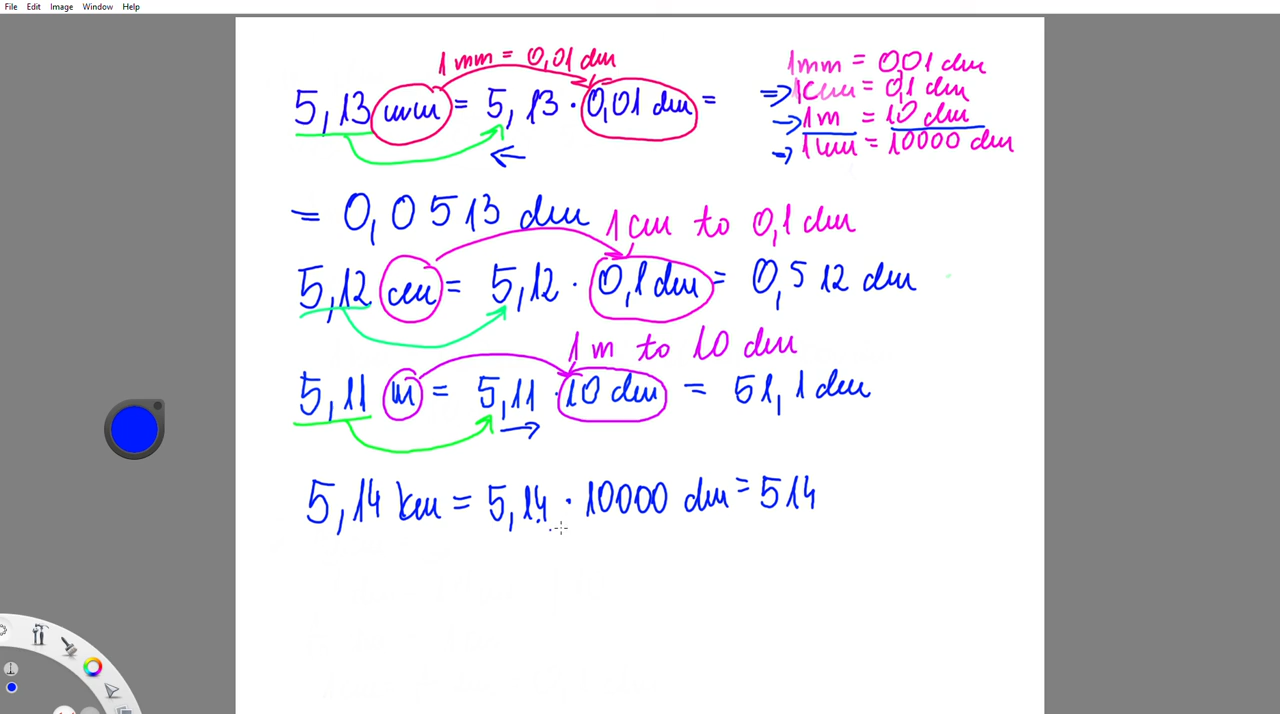 File Edit Image Window Help
1 mm = 0,01 dm
5,13 mm = 5,13 · 0,01 dm =
1mm = 0,01 dm
=> 1cm = 0,1 dm
→ 1m = 10 dm
→ 1km = 10000 dm
= 0,0513 dm
1 cm to 0,1 dm
5,12 cm = 5,12 · 0,1 dm = 0,512 dm
1 m to 10 dm
5,11 m = 5,11 · 10 dm = 51,1 dm
5,14 km = 5,14 · 10000 dm = 514